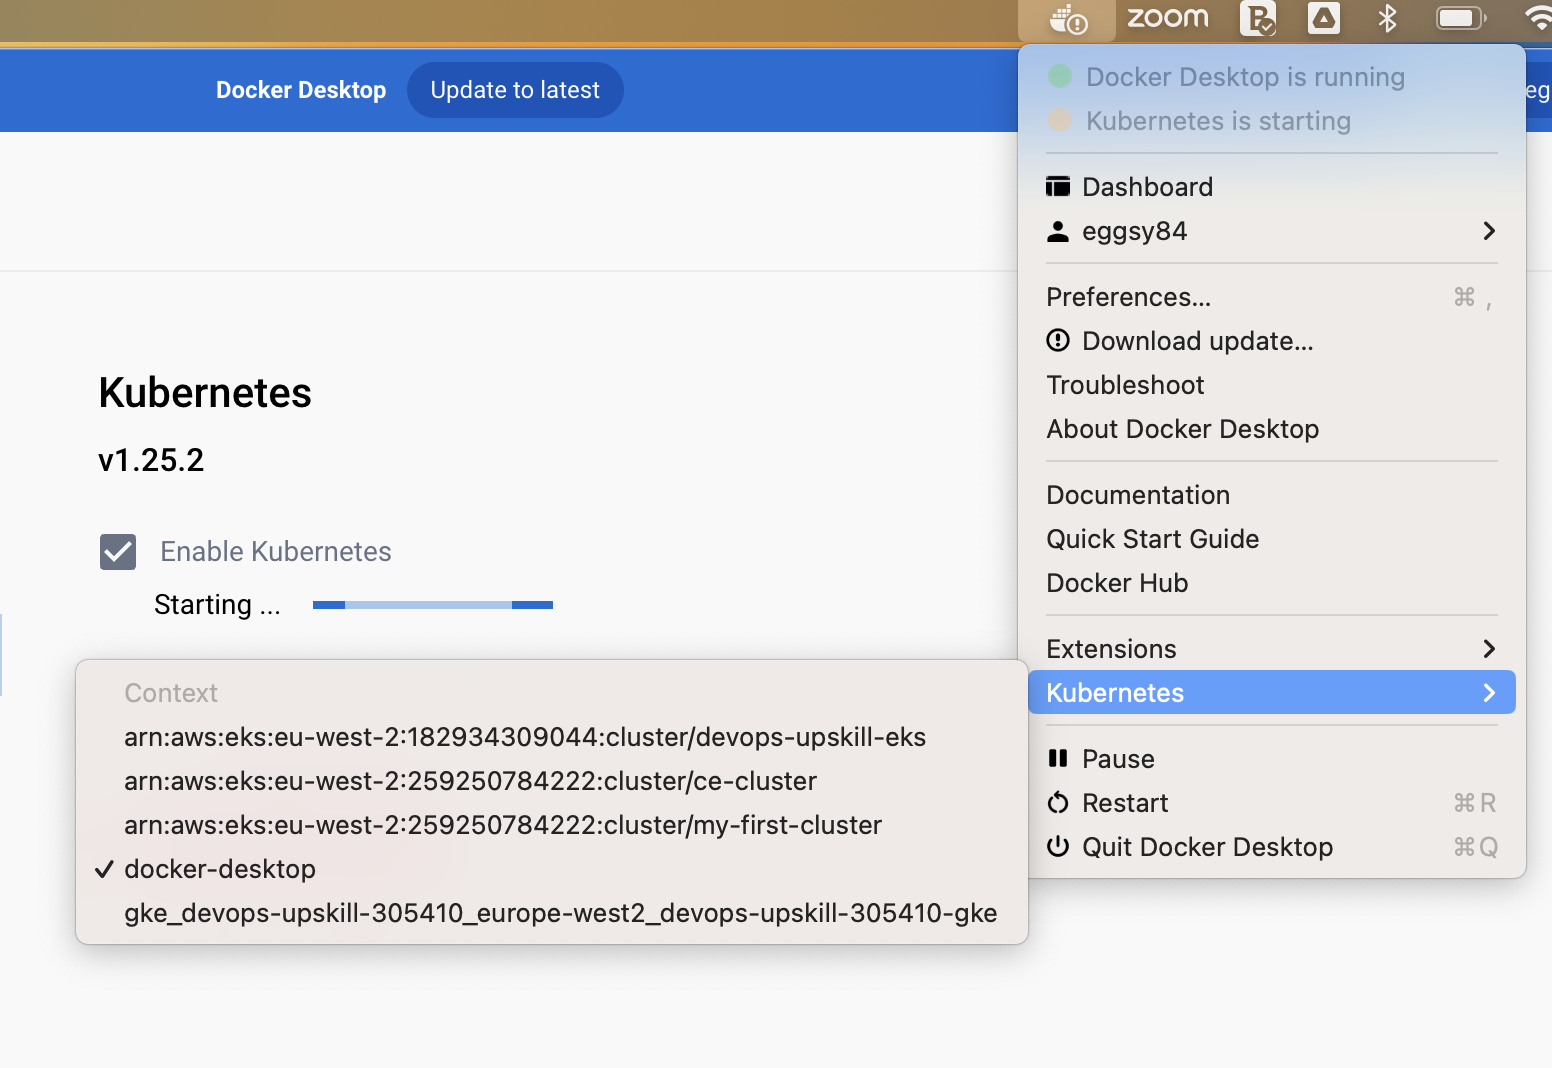 zoom
Docker Desktop
Update to latest
eg
Docker Desktop is running
Kubernetes is starting
Dashboard
eggsy84
Preferences... ⌘ ,
Download update...
Troubleshoot
About Docker Desktop
Documentation
Quick Start Guide
Docker Hub
Extensions
Kubernetes
Pause
Restart ⌘R
Quit Docker Desktop ⌘Q
Kubernetes
v1.25.2
Enable Kubernetes
Starting ...
Context
arn:aws:eks:eu-west-2:182934309044:cluster/devops-upskill-eks
arn:aws:eks:eu-west-2:259250784222:cluster/ce-cluster
arn:aws:eks:eu-west-2:259250784222:cluster/my-first-cluster
docker-desktop
gke_devops-upskill-305410_europe-west2_devops-upskill-305410-gke